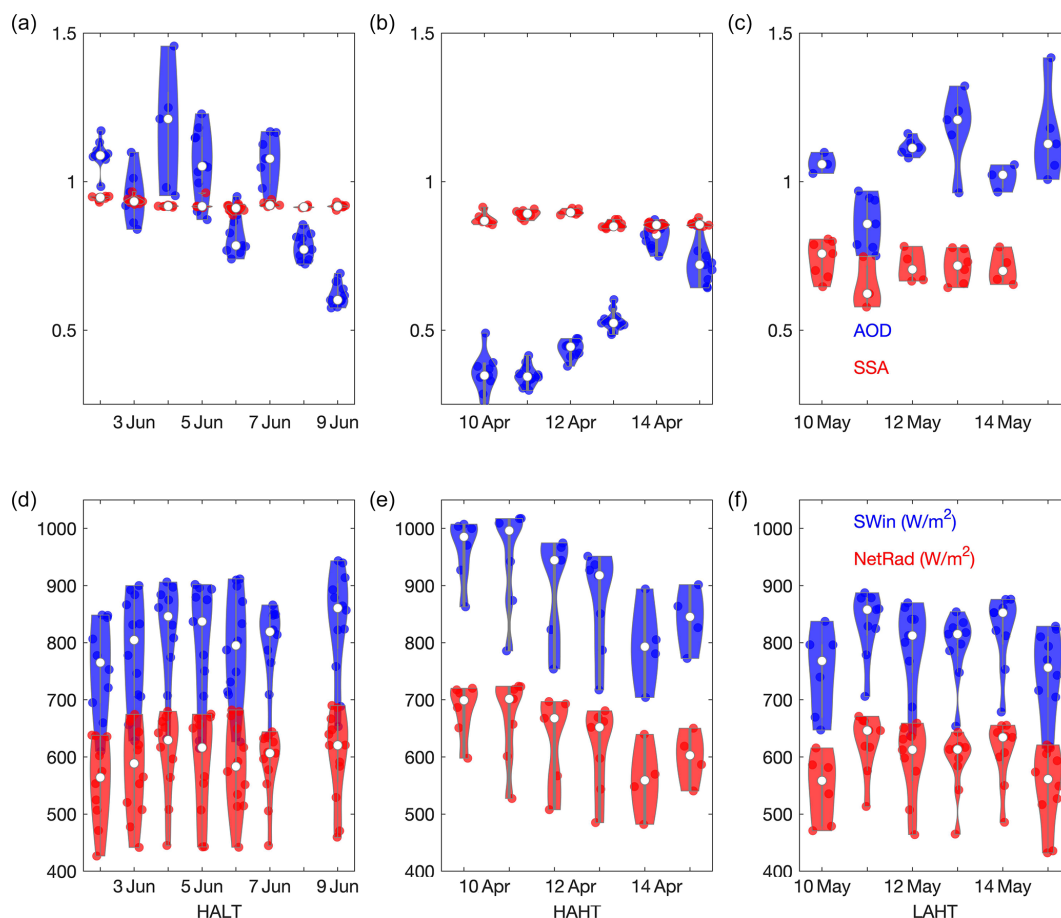 (a) (b) (c)
1.5 1.5 1.5
1 1 1
0.5 0.5 0.5
AOD
SSA
3 Jun 5 Jun 7 Jun 9 Jun 10 Apr 12 Apr 14 Apr 10 May 12 May 14 May
(d) (e) (f)
1000 1000 1000
SWin (W/m²)
NetRad (W/m²)
900 900 900
800 800 800
700 700 700
600 600 600
500 500 500
400 400 400
3 Jun 5 Jun 7 Jun 9 Jun 10 Apr 12 Apr 14 Apr 10 May 12 May 14 May
HALT HAHT LAHT